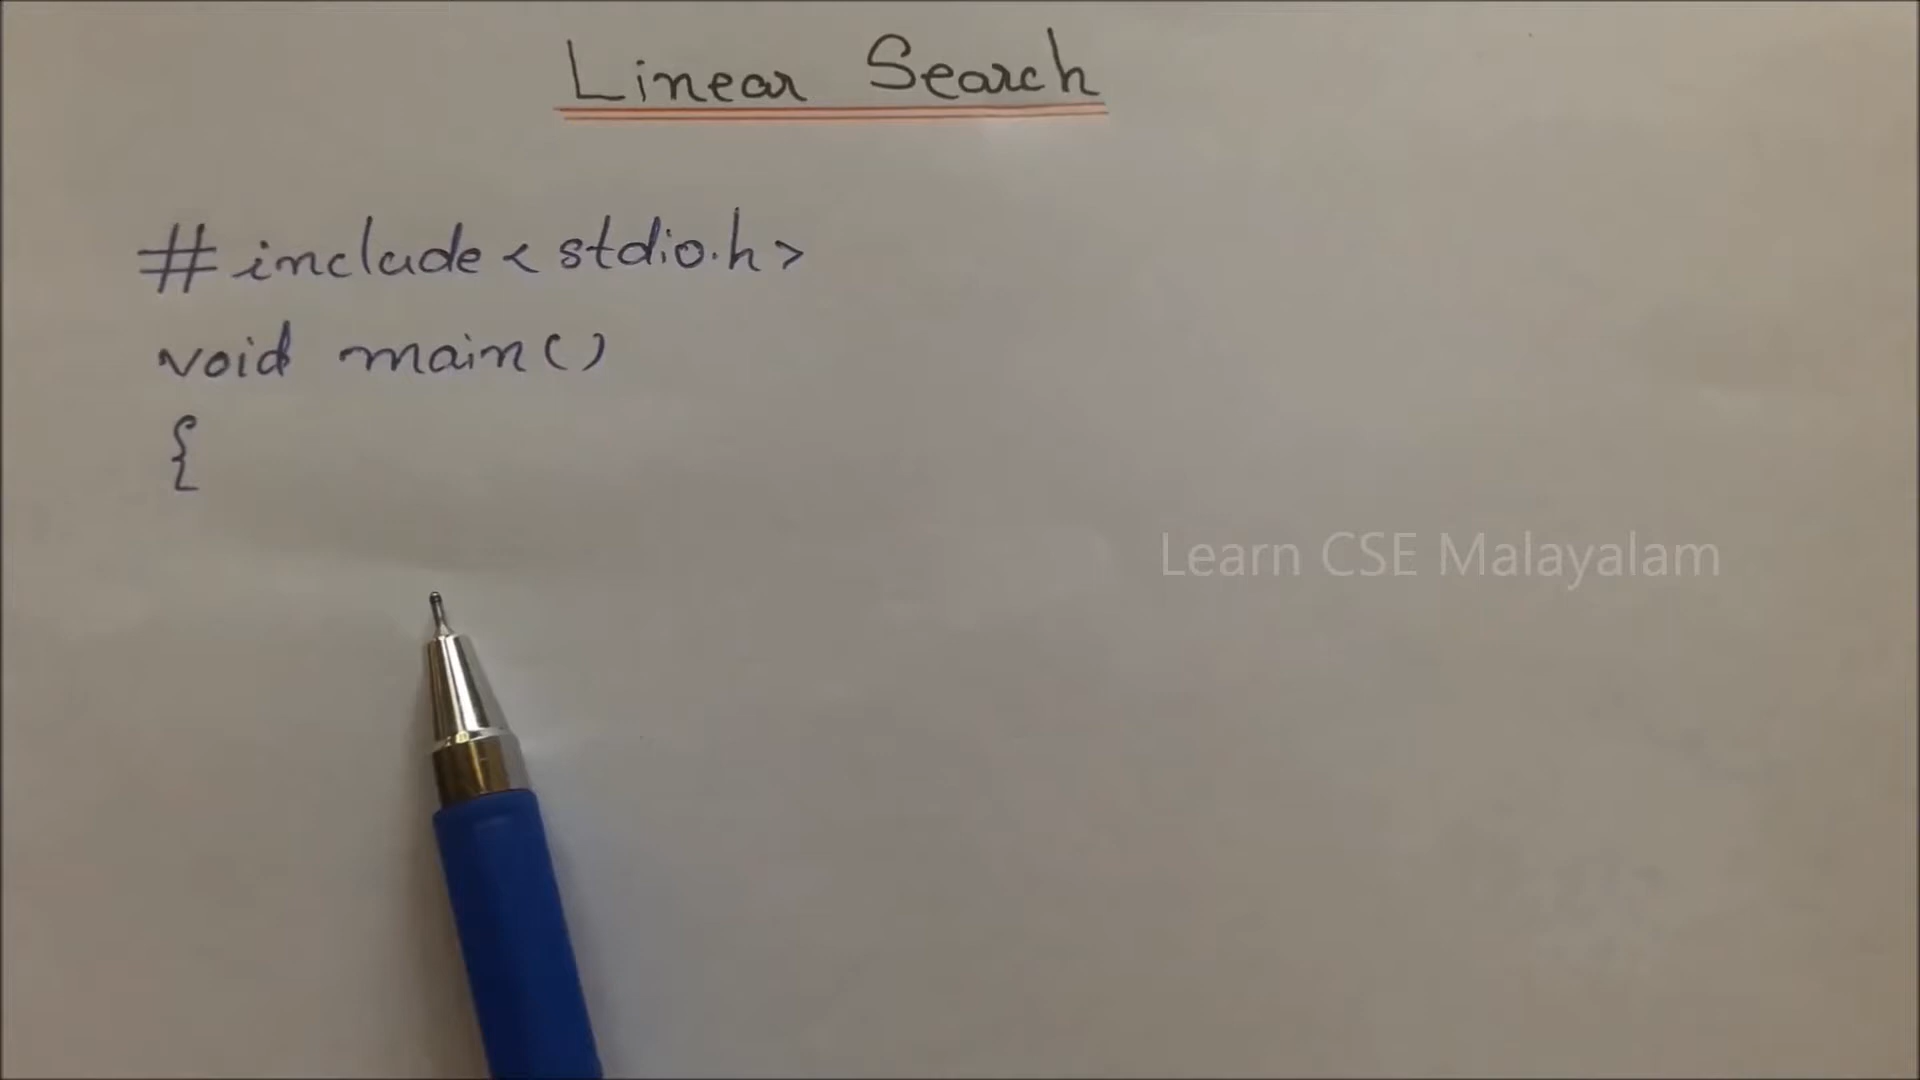 Linear Search
#include<stdio.h>
void main()
{
Learn CSE Malayalam